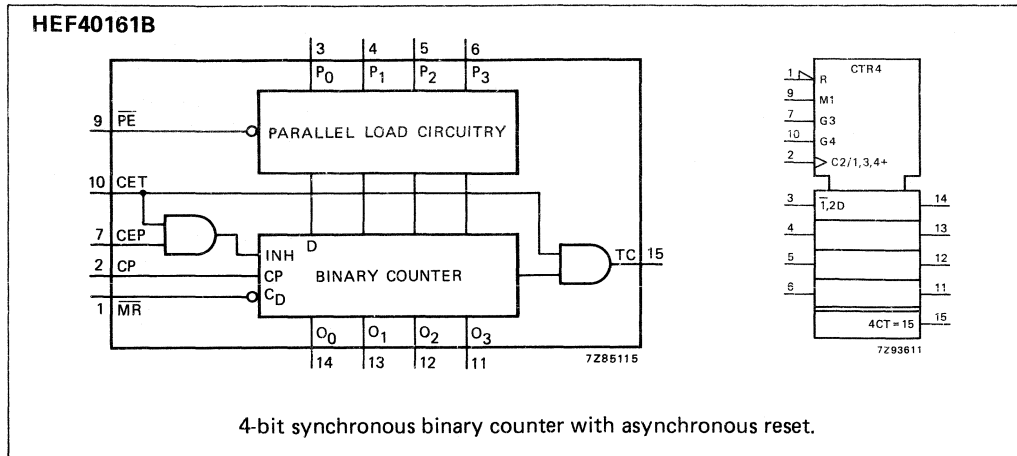 HEF40161B
3 4 5 6
P0 P1 P2 P3
9 PE
PARALLEL LOAD CIRCUITRY
10 CET
7 CEP
2 CP
1 MR
D
INH
CP
CD
BINARY COUNTER
TC 15
O0 O1 O2 O3
14 13 12 11
7Z85115
CTR4
1 R
9 M1
7 G3
10 G4
2 C2/1,3,4+
3 1,2D 14
4 13
5 12
6 11
4CT=15 15
7Z93611
4-bit synchronous binary counter with asynchronous reset.